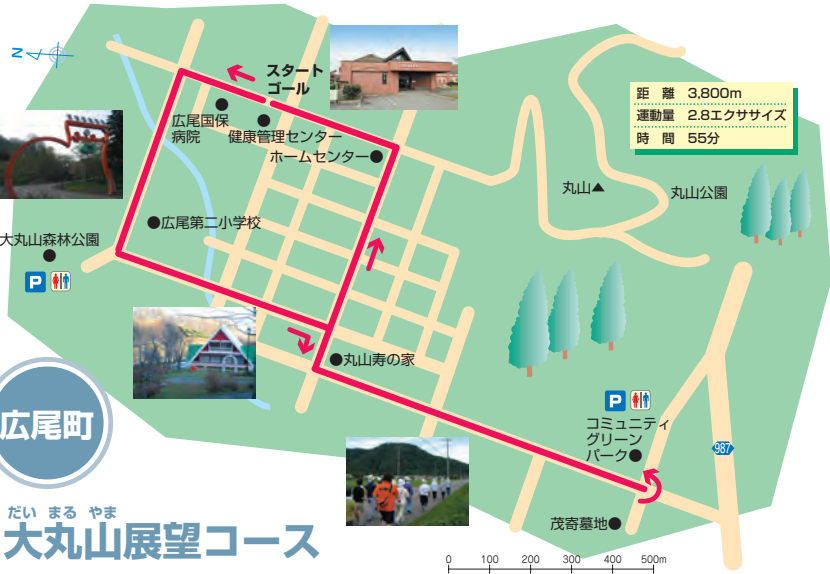 N
スタート
ゴール
広尾国保
病院
健康管理センター
ホームセンター
距 離 3,800m
運動量 2.8エクササイズ
時 間 55分
丸山▲
丸山公園
広尾第二小学校
大丸山森林公園
P
丸山寿の家
P
コミュニティ
グリーン
パーク
987
広尾町
茂寄墓地
だい まる やま
大丸山展望コース
0 100 200 300 400 500m